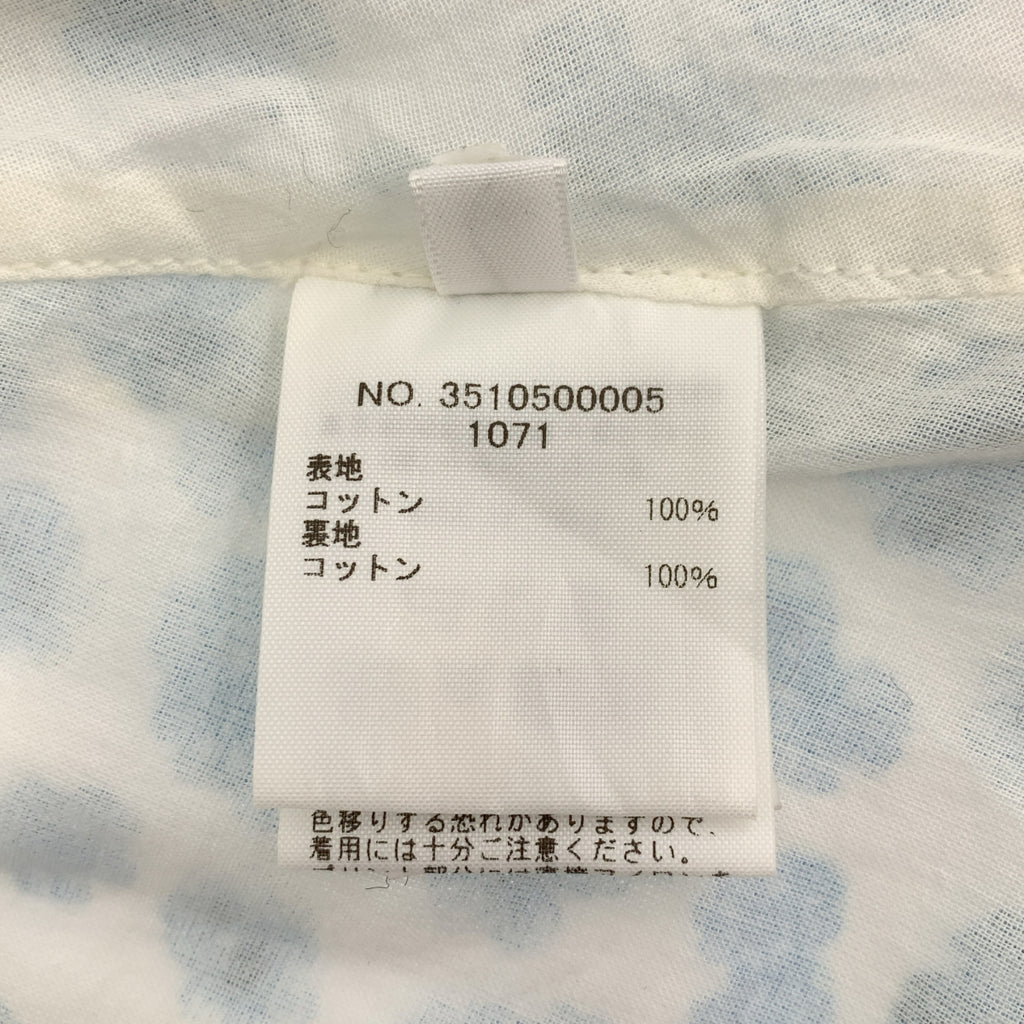 NO. 3510500005
1071
表地
コットン 100%
裏地
コットン 100%
色移りする恐れがありますので、
着用には十分ご注意ください。